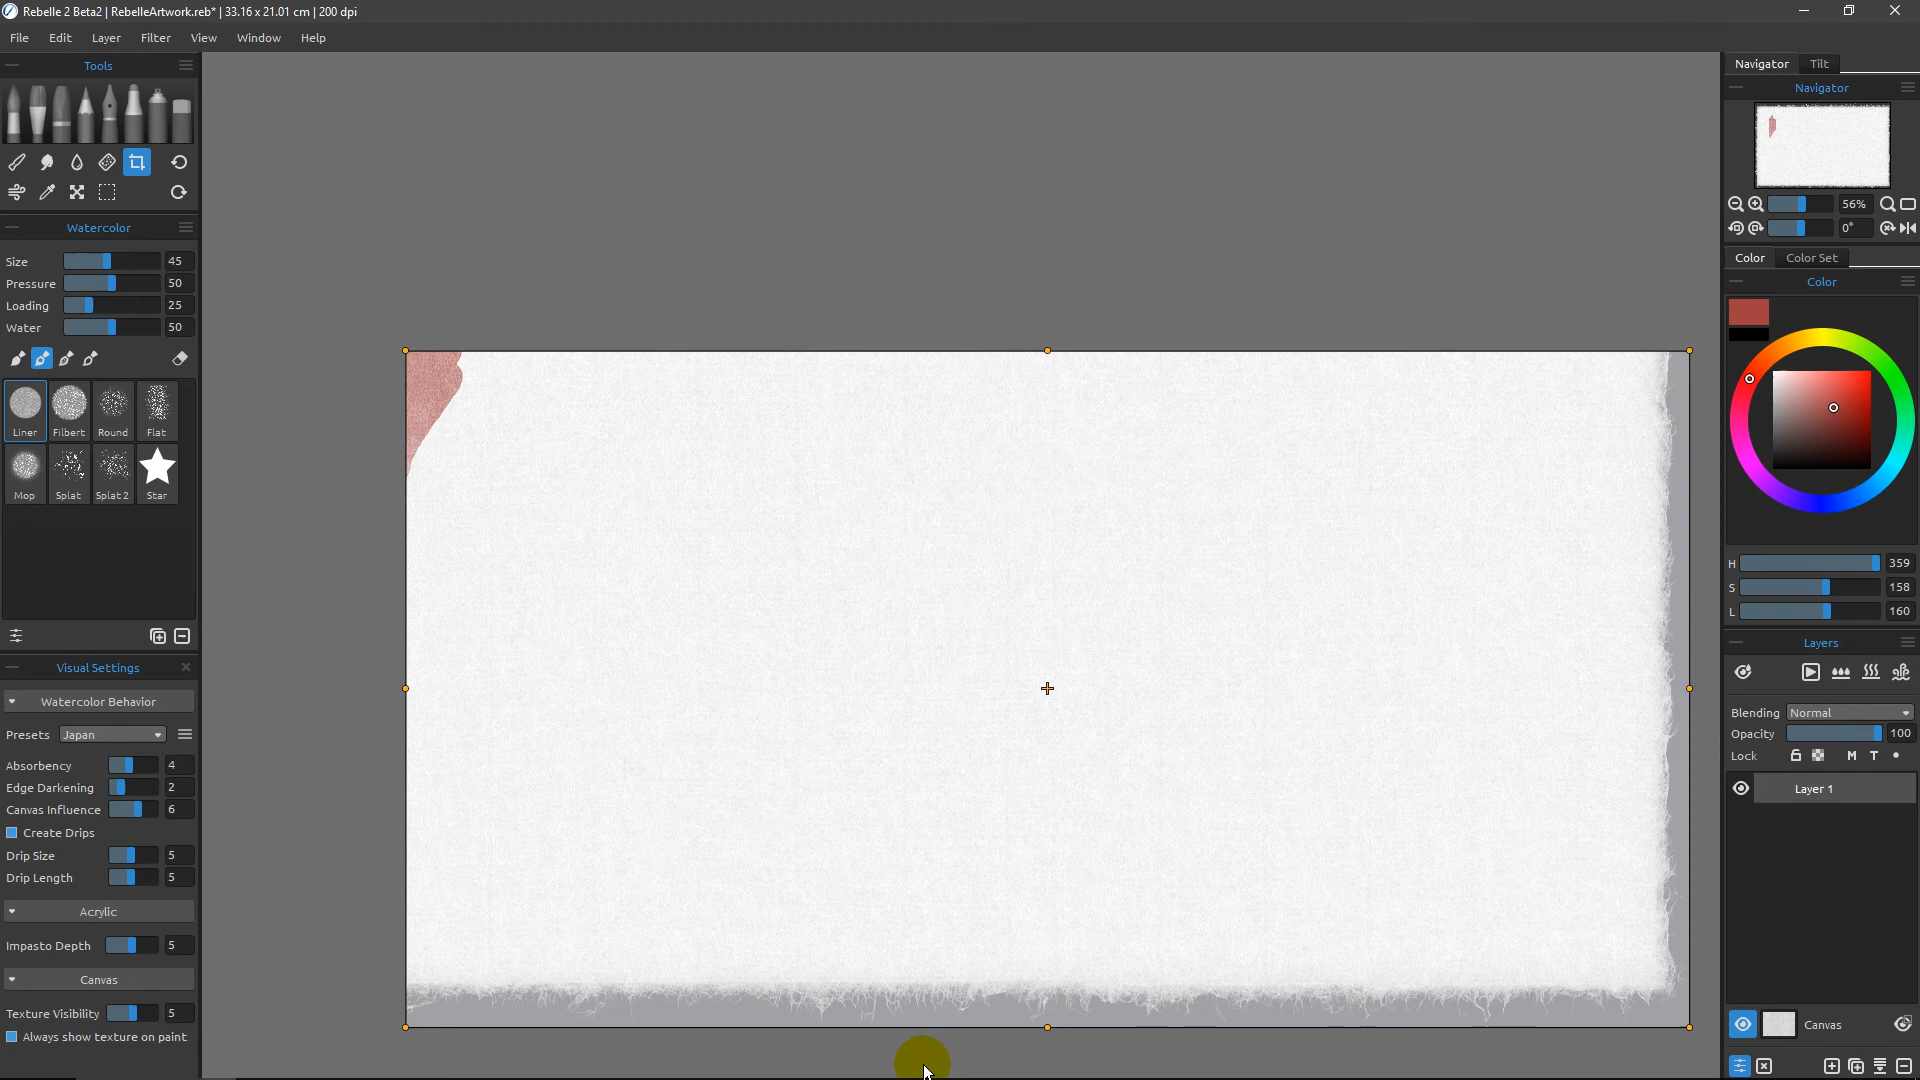 Rebelle 2 Beta2 | RebelleArtwork.reb* | 33.16 x 21.01 cm | 200 dpi
File Edit Layer Filter View Window Help
Tools
Watercolor
Size 45
Pressure 50
Loading 25
Water 50
Liner Filbert Round Flat
Mop Splat Splat 2 Star
Visual Settings
Watercolor Behavior
Presets Japan
Absorbency 4
Edge Darkening 2
Canvas Influence 6
Create Drips
Drip Size 5
Drip Length 5
Acrylic
Impasto Depth 5
Canvas
Texture Visibility 5
Always show texture on paint
Navigator Tilt
Navigator
56%
0°
Color Color Set
Color
H 359
S 158
L 160
Layers
Blending Normal
Opacity 100
Lock M T
Layer 1
Canvas